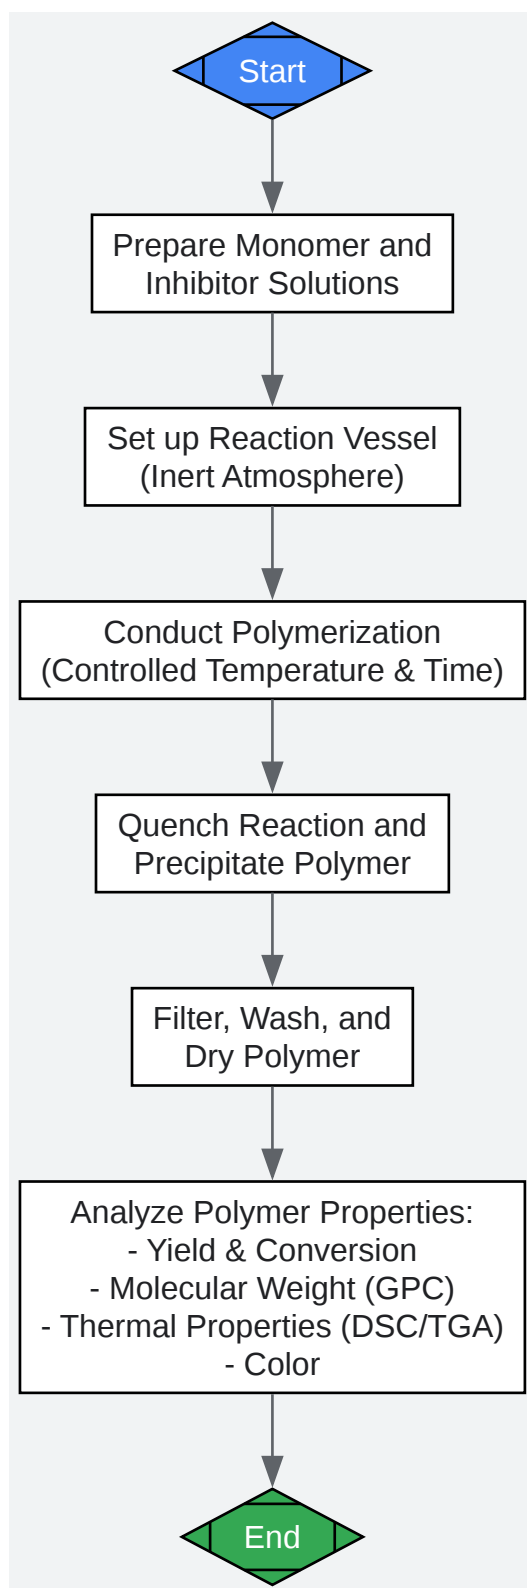 Start
Prepare Monomer and
Inhibitor Solutions
Set up Reaction Vessel
(Inert Atmosphere)
Conduct Polymerization
(Controlled Temperature & Time)
Quench Reaction and
Precipitate Polymer
Filter, Wash, and
Dry Polymer
Analyze Polymer Properties:
- Yield & Conversion
- Molecular Weight (GPC)
- Thermal Properties (DSC/TGA)
- Color
End